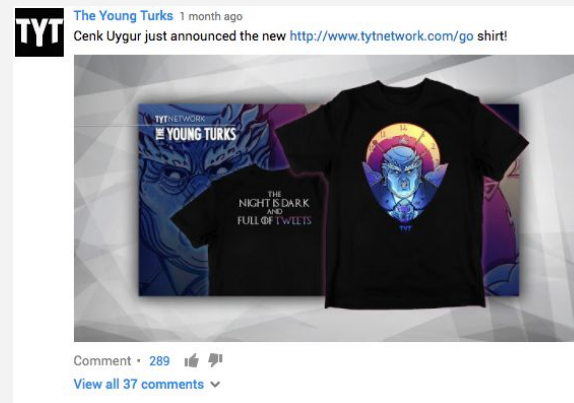 TYT
The Young Turks 1 month ago
Cenk Uygur just announced the new http://www.tytnetwork.com/go shirt!
TYTNETWORK
THE YOUNG TURKS
THE
NIGHT IS DARK
AND
FULL OF TWEETS
TYT
Comment • 289
View all 37 comments